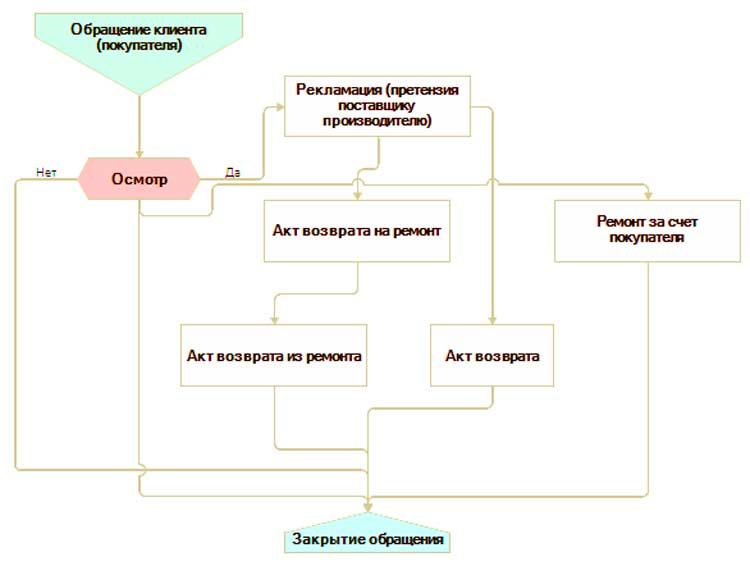 Обращение клиента
(покупателя)
Рекламация (претензия
поставщику
производителю)
Нет
Осмотр
Да
Акт возврата на ремонт
Ремонт за счет
покупателя
Акт возврата из ремонта
Акт возврата
Закрытие обращения